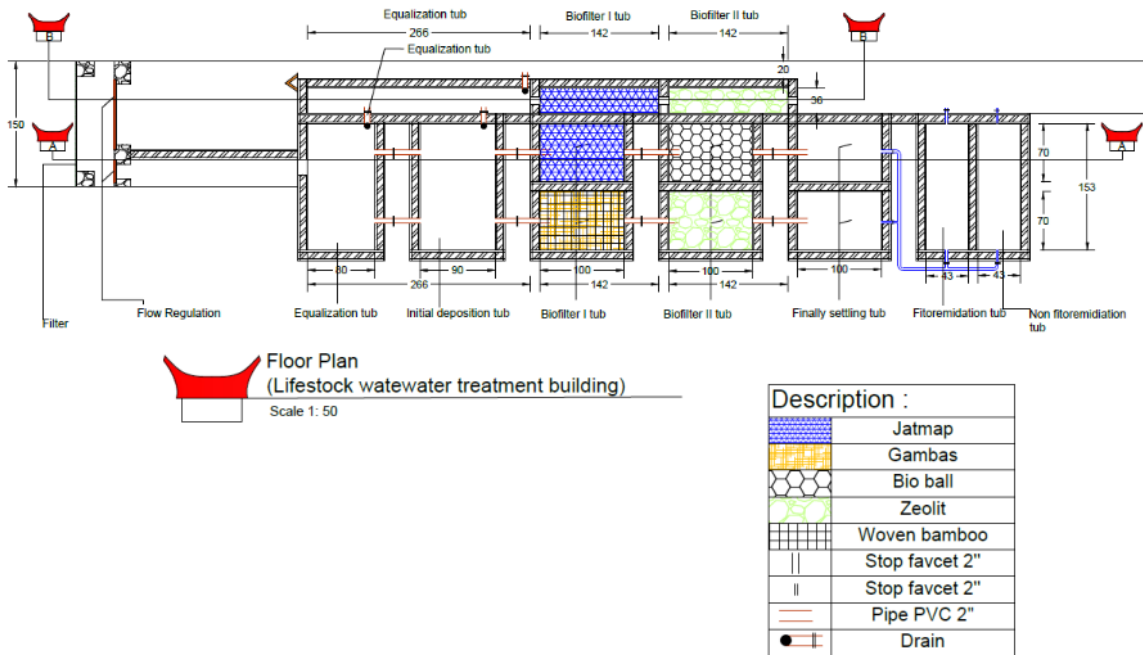 Equalization tub
Biofilter I tub
Biofilter II tub
B
266
142
142
B
Equalization tub
20
36
150
A
A
70
153
70
80
90
100
100
100
43
43
266
142
142
Filter
Flow Regulation
Equalization tub
Initial deposition tub
Biofilter I tub
Biofilter II tub
Finally settling tub
Fitoremidation tub
Non fitoremidiation
tub
Floor Plan
(Lifestock watewater treatment building)
Scale 1: 50
Description :
Jatmap
Gambas
Bio ball
Zeolit
Woven bamboo
Stop favcet 2"
Stop favcet 2"
Pipe PVC 2"
Drain